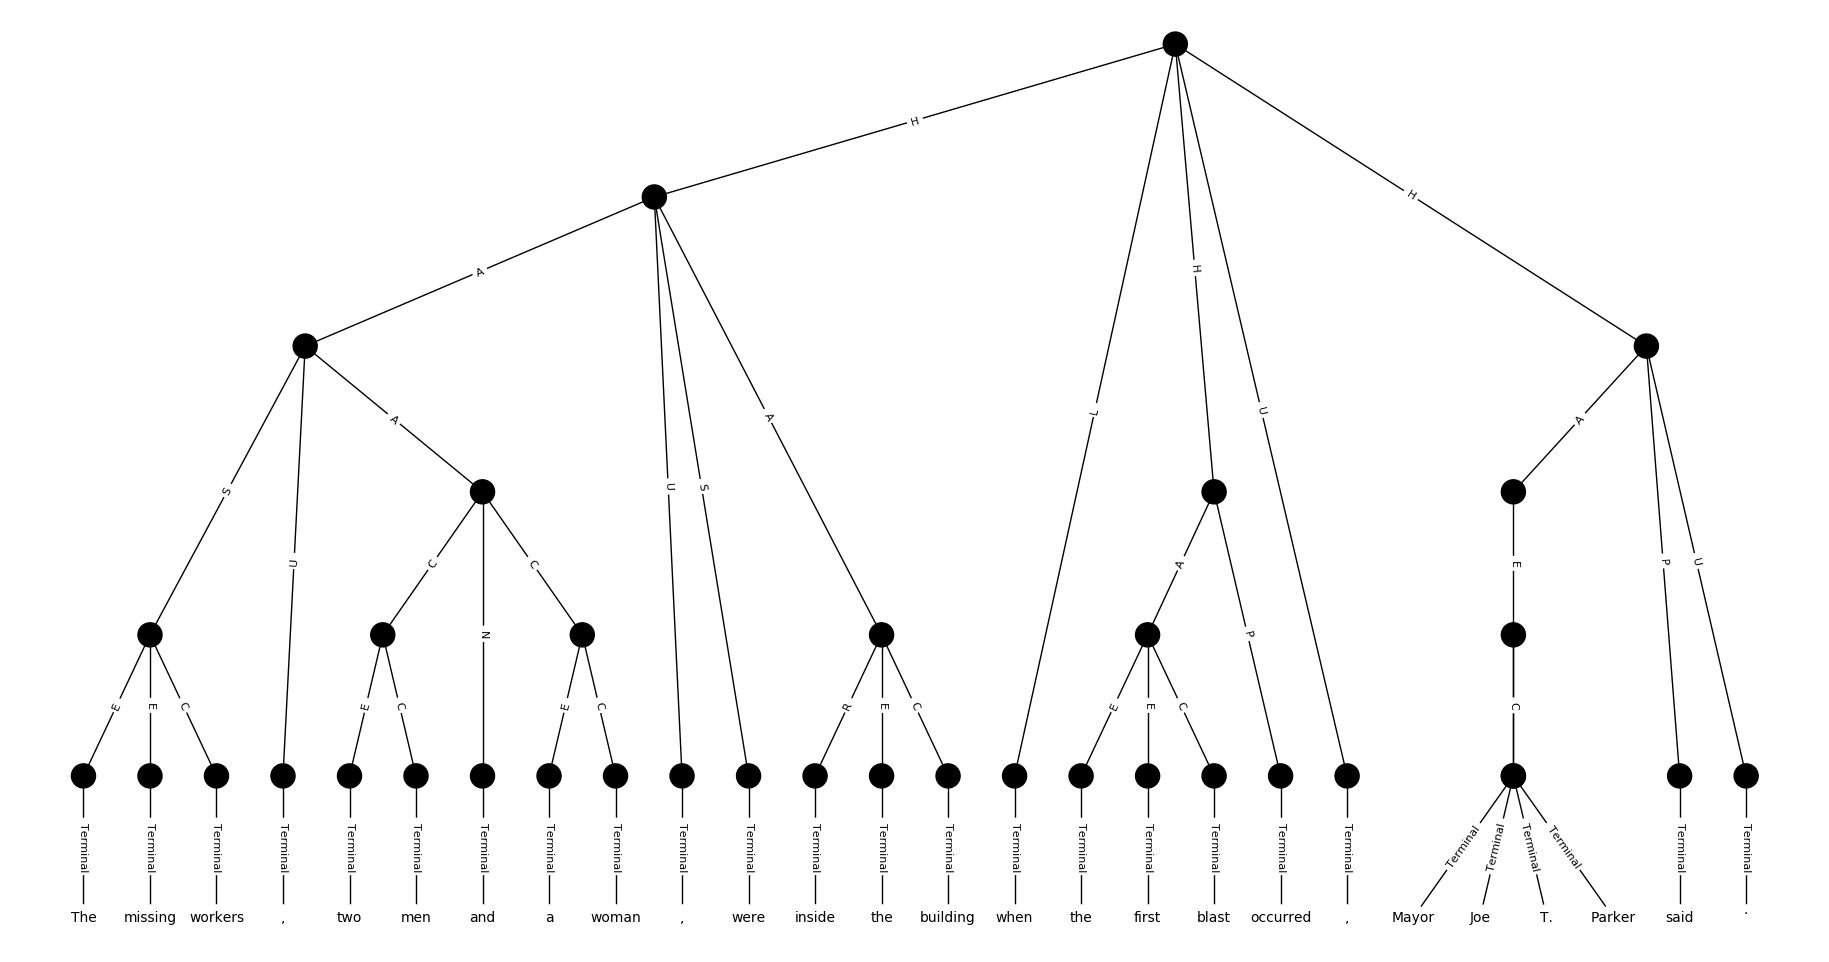 H
H
H
A
L
U
A
S
U
A
U
S
A
C
N
C
A
P
E
P
U
E
E
C
E
C
E
C
R
E
C
E
E
C
C
Terminal Terminal Terminal Terminal Terminal Terminal Terminal Terminal Terminal Terminal Terminal Terminal Terminal Terminal Terminal Terminal Terminal Terminal Terminal Terminal Terminal Terminal Terminal Terminal Terminal Terminal
The missing workers , two men and a woman , were inside the building when the first blast occurred , Mayor Joe T. Parker said .